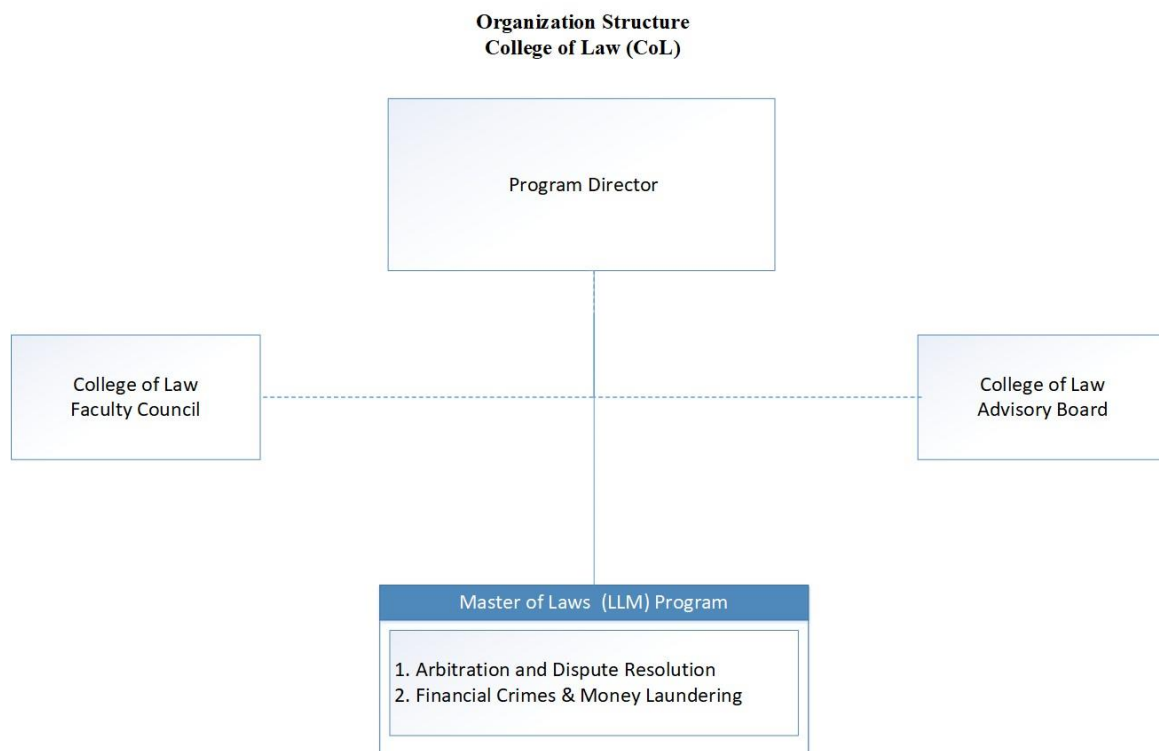 Organization Structure
College of Law (CoL)
Program Director
College of Law
Faculty Council
College of Law
Advisory Board
Master of Laws (LLM) Program
1. Arbitration and Dispute Resolution
2. Financial Crimes & Money Laundering